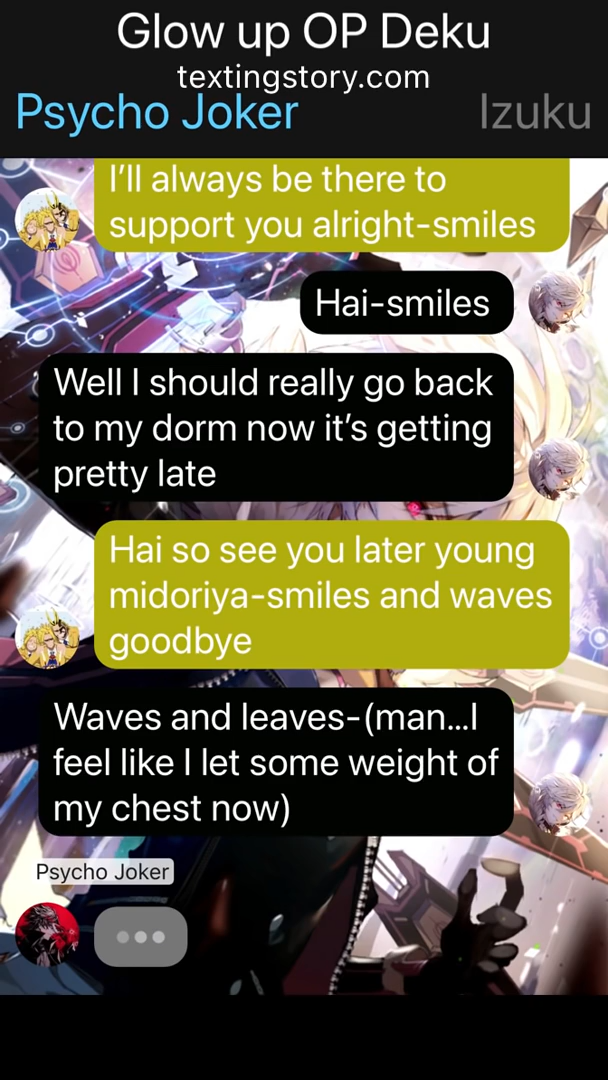 Glow up OP Deku
textingstory.com
Psycho Joker
Izuku
I’ll always be there to
support you alright-smiles
Hai-smiles
Well I should really go back
to my dorm now it’s getting
pretty late
Hai so see you later young
midoriya-smiles and waves
goodbye
Waves and leaves-(man...I
feel like I let some weight of
my chest now)
Psycho Joker